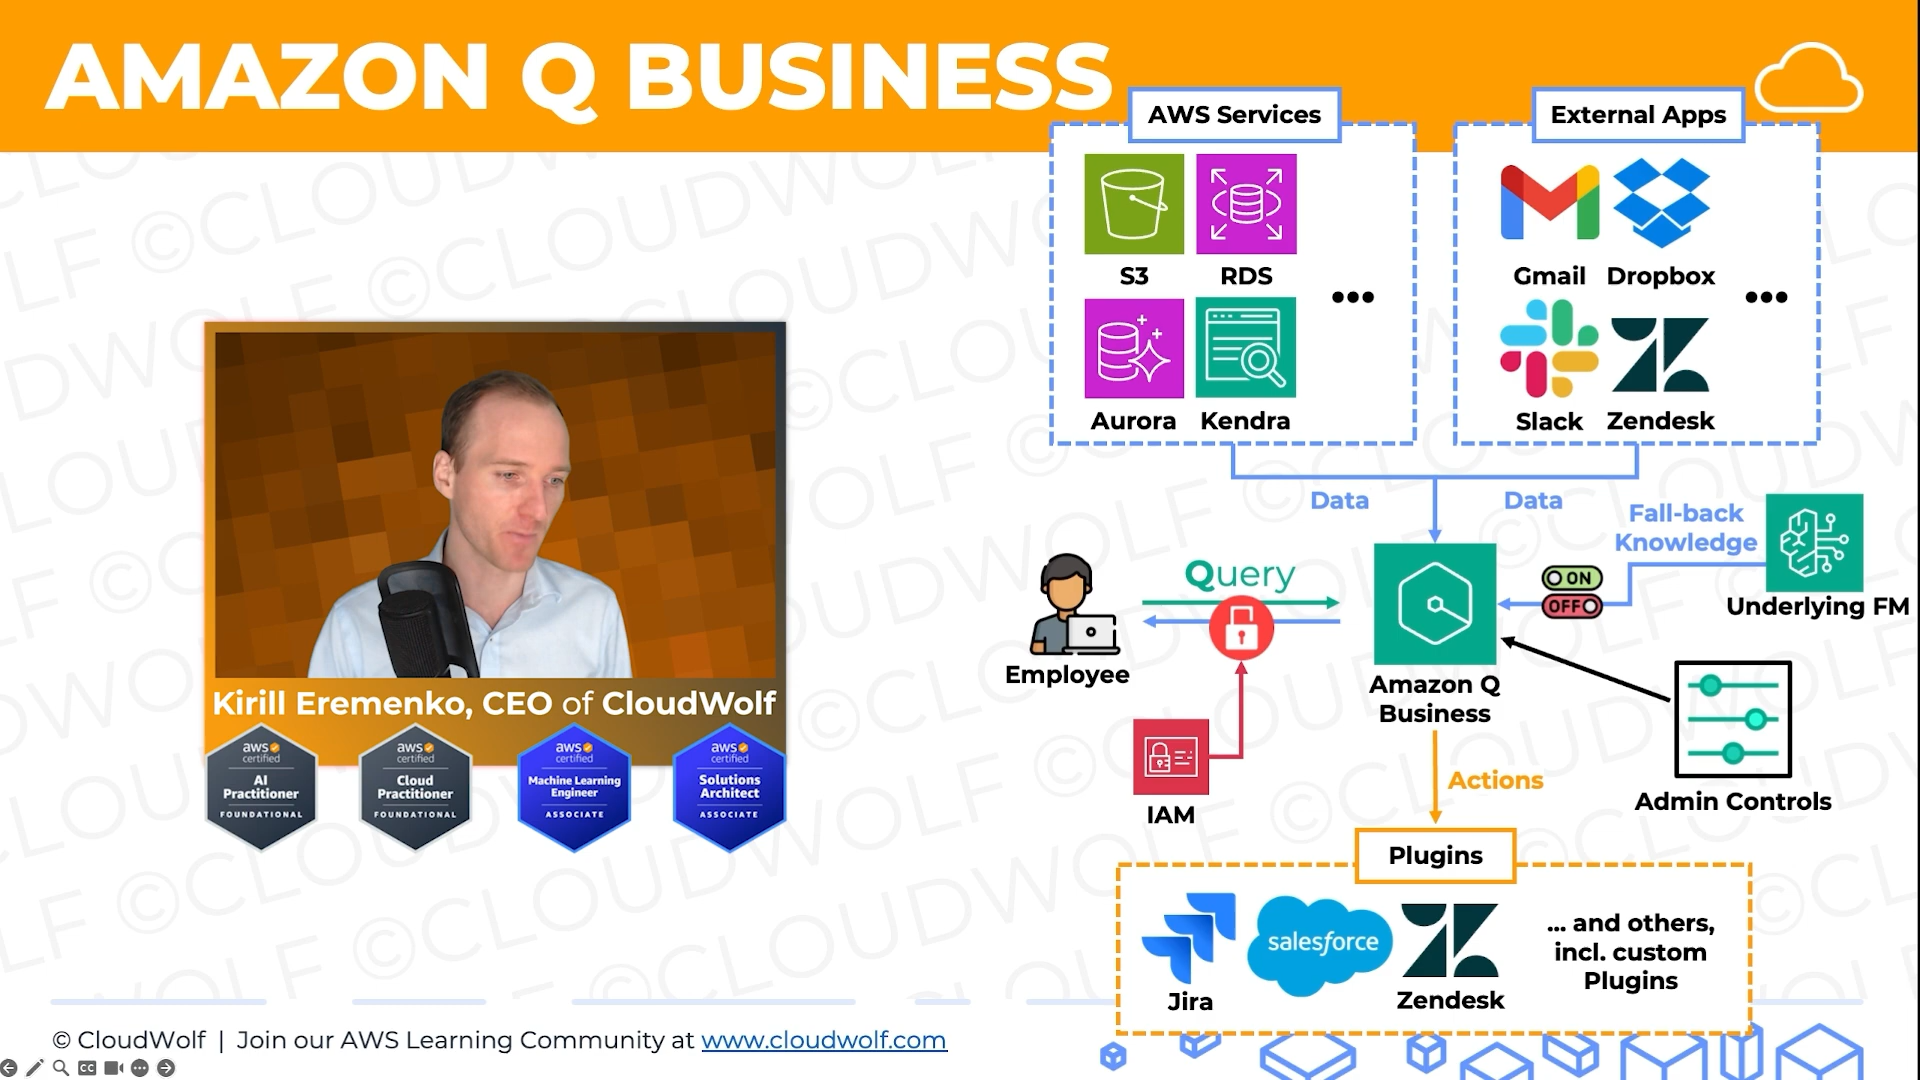 AMAZON Q BUSINESS
AWS Services
External Apps
S3
RDS
...
Gmail
Dropbox
...
Aurora
Kendra
Slack
Zendesk
Data
Data
Fall-back
Knowledge
Query
ON
OFF
Underlying FM
Employee
Amazon Q
Business
Kirill Eremenko, CEO of CloudWolf
aws
certified
AI
Practitioner
FOUNDATIONAL
aws
certified
Cloud
Practitioner
FOUNDATIONAL
aws
certified
Machine Learning
Engineer
ASSOCIATE
aws
certified
Solutions
Architect
ASSOCIATE
IAM
Actions
Admin Controls
Plugins
salesforce
Jira
Zendesk
... and others,
incl. custom
Plugins
© CloudWolf | Join our AWS Learning Community at www.cloudwolf.com
CC
©CLOUDWOLF